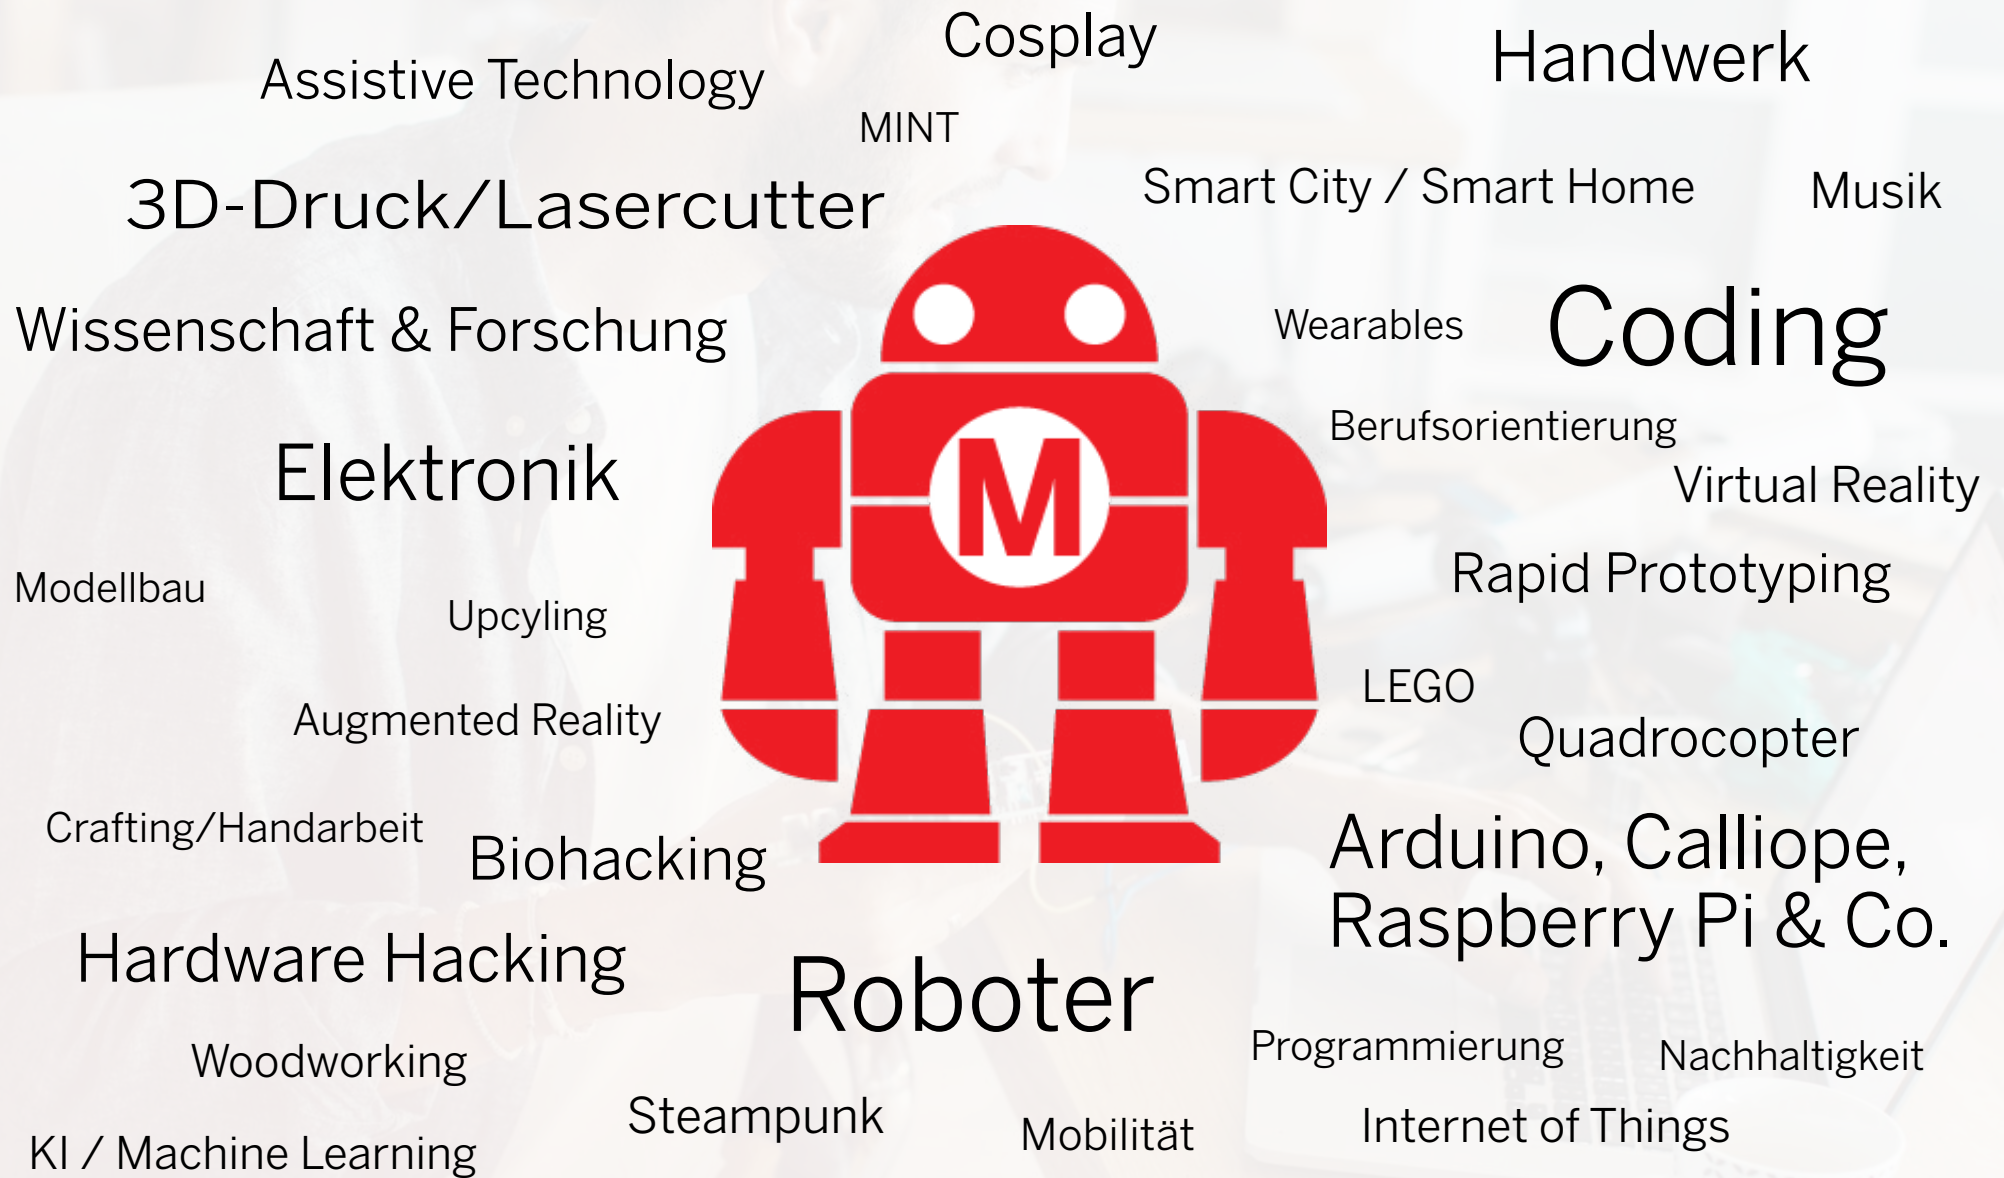 Cosplay
Handwerk
Assistive Technology
MINT
Smart City / Smart Home
Musik
3D-Druck/Lasercutter
Wissenschaft & Forschung
Wearables
Coding
Berufsorientierung
Elektronik
Virtual Reality
M
Rapid Prototyping
Modellbau
Upcyling
LEGO
Augmented Reality
Quadrocopter
Crafting/Handarbeit
Biohacking
Arduino, Calliope,
Raspberry Pi & Co.
Hardware Hacking
Roboter
Programmierung
Nachhaltigkeit
Woodworking
Steampunk
Mobilität
Internet of Things
KI / Machine Learning